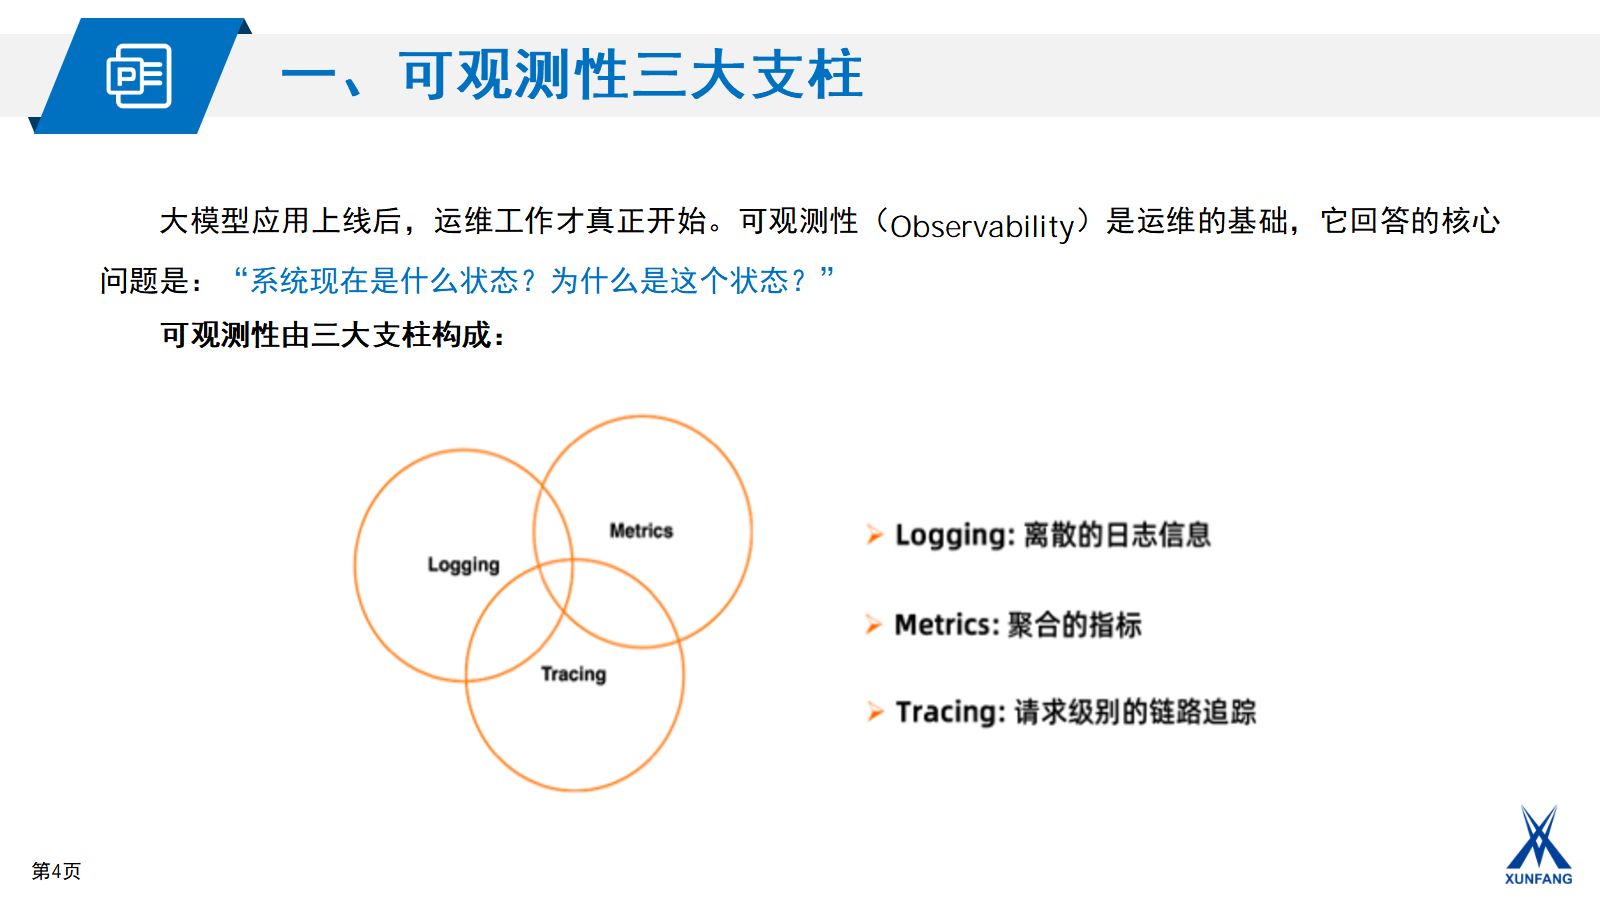 一、可观测性三大支柱
大模型应用上线后，运维工作才真正开始。可观测性（Observability）是运维的基础，它回答的核心
问题是：“系统现在是什么状态？为什么是这个状态？”
可观测性由三大支柱构成：
Metrics
Logging
Tracing
Logging: 离散的日志信息
Metrics: 聚合的指标
Tracing: 请求级别的链路追踪
第4页
XUNFANG